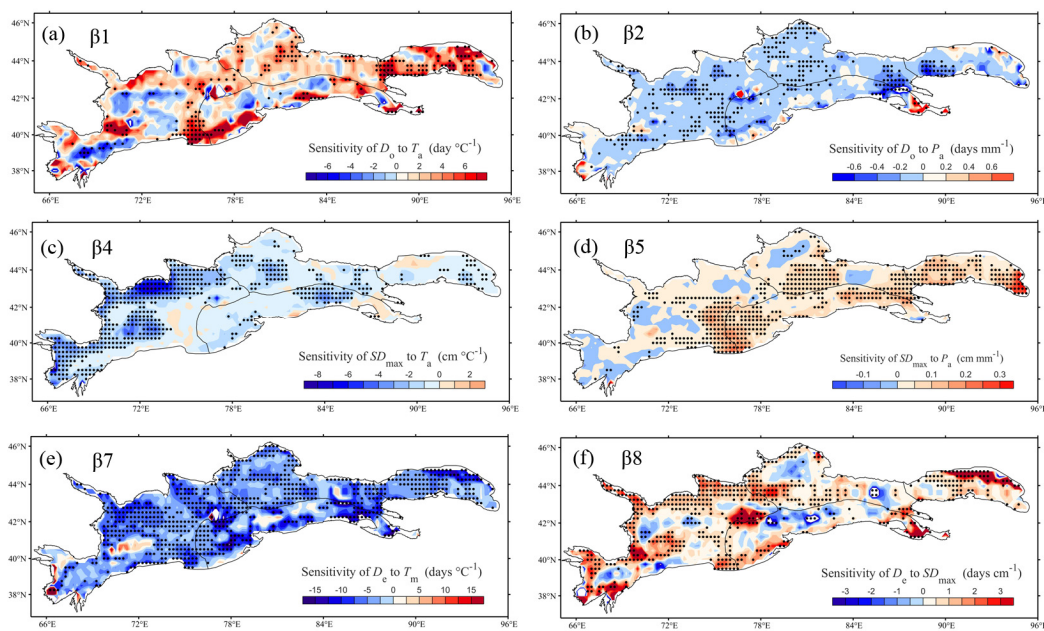 (a) β1
46°N
44°N
42°N
40°N
38°N
Sensitivity of Do to Ta (day °C⁻¹)
-6 -4 -2 0 2 4 6
66°E 72°E 78°E 84°E 90°E 96°E
(b) β2
46°N
44°N
42°N
40°N
38°N
Sensitivity of Do to Pa (days mm⁻¹)
-0.6 -0.4 -0.2 0 0.2 0.4 0.6
66°E 72°E 78°E 84°E 90°E 96°E
(c) β4
46°N
44°N
42°N
40°N
38°N
Sensitivity of SDmax to Ta (cm °C⁻¹)
-8 -6 -4 -2 0 2
66°E 72°E 78°E 84°E 90°E 96°E
(d) β5
46°N
44°N
42°N
40°N
38°N
Sensitivity of SDmax to Pa (cm mm⁻¹)
-0.1 0 0.1 0.2 0.3
66°E 72°E 78°E 84°E 90°E 96°E
(e) β7
46°N
44°N
42°N
40°N
38°N
Sensitivity of De to Tm (days °C⁻¹)
-15 -10 -5 0 5 10 15
66°E 72°E 78°E 84°E 90°E 96°E
(f) β8
46°N
44°N
42°N
40°N
38°N
Sensitivity of De to SDmax (days cm⁻¹)
-3 -2 -1 0 1 2 3
66°E 72°E 78°E 84°E 90°E 96°E